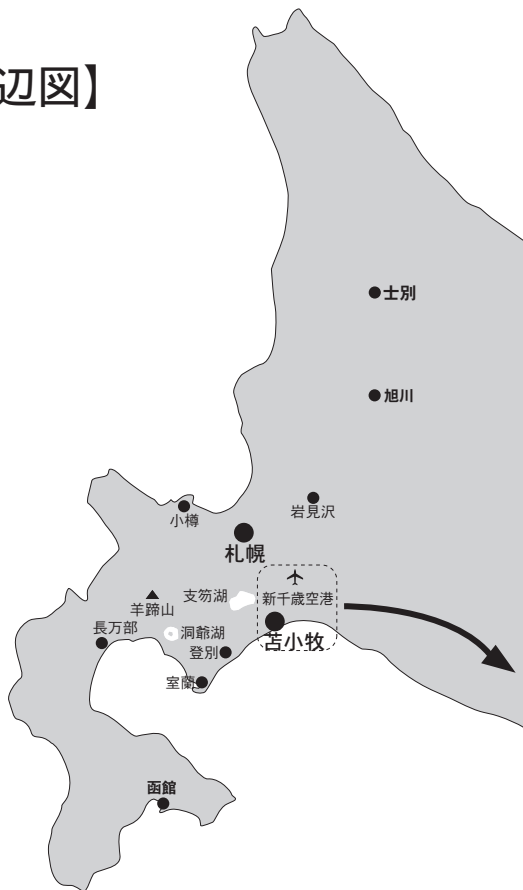 辺図】
士別
旭川
岩見沢
小樽
札幌
支笏湖
新千歳空港
羊蹄山
長万部
洞爺湖
苫小牧
登別
室蘭
函館